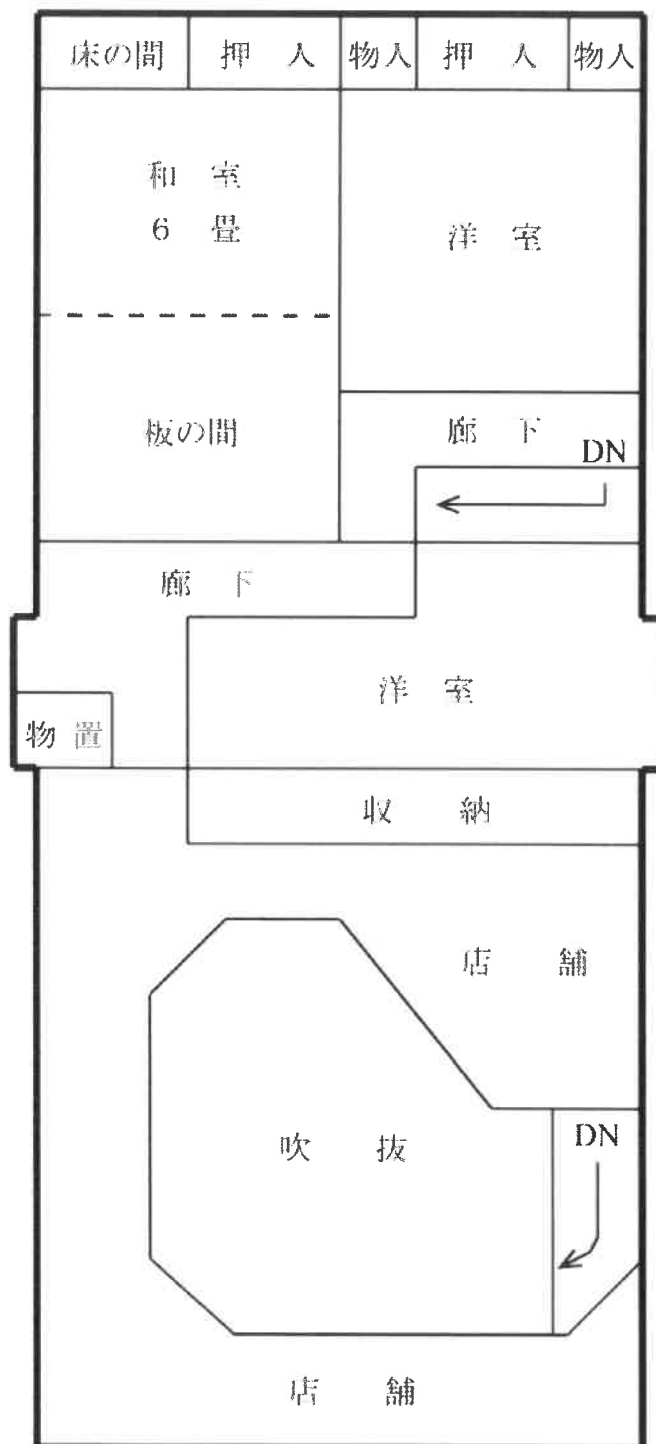 床の間 押入 物入 押入 物入
和室
6畳
洋室
板の間
廊下
DN
廊下
洋室
物置
収納
店舗
吹抜
DN
店舗